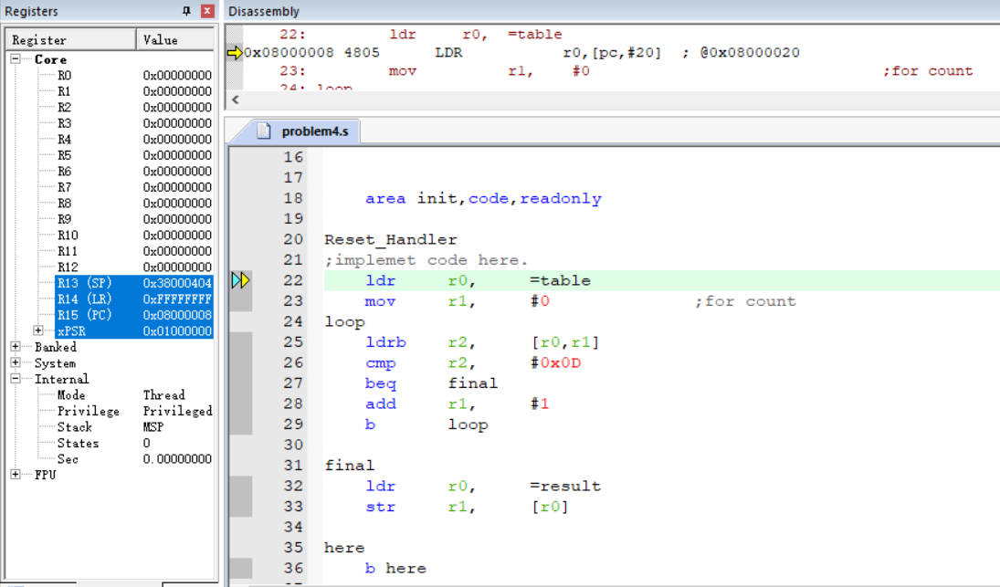 Registers
Register Value
Core
R0 0x00000000
R1 0x00000000
R2 0x00000000
R3 0x00000000
R4 0x00000000
R5 0x00000000
R6 0x00000000
R7 0x00000000
R8 0x00000000
R9 0x00000000
R10 0x00000000
R11 0x00000000
R12 0x00000000
R13 (SP) 0x38000404
R14 (LR) 0xFFFFFFFF
R15 (PC) 0x08000008
xPSR 0x01000000
Banked
System
Internal
Mode Thread
Privilege Privileged
Stack MSP
States 0
Sec 0.00000000
FPU
Disassembly
22: ldr r0, =table
0x08000008 4805 LDR r0,[pc,#20] ; @0x08000020
23: mov r1, #0 ;for count
24: loop
problem4.s
16
17
18 area init,code,readonly
19
20 Reset_Handler
21 ;implemet code here.
22 ldr r0, =table
23 mov r1, #0 ;for count
24 loop
25 ldrb r2, [r0,r1]
26 cmp r2, #0x0D
27 beq final
28 add r1, #1
29 b loop
30
31 final
32 ldr r0, =result
33 str r1, [r0]
34
35 here
36 b here